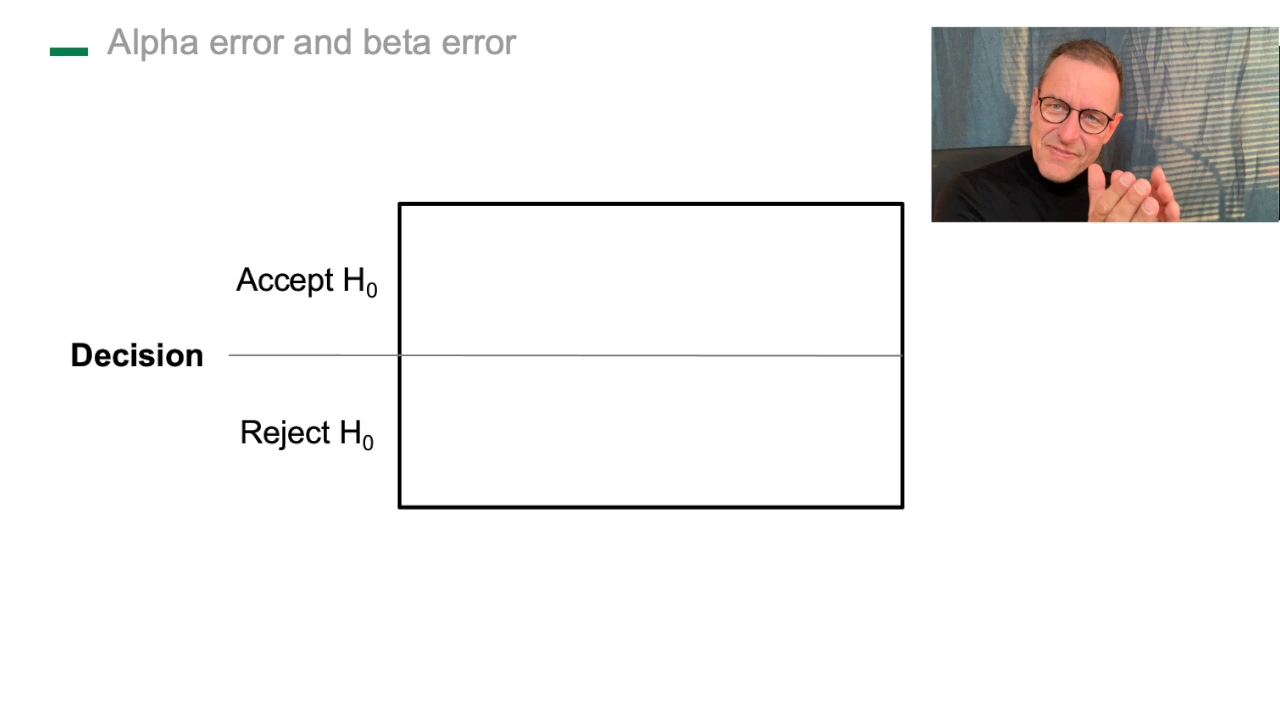 Alpha error and beta error
Accept H₀
Decision
Reject H₀